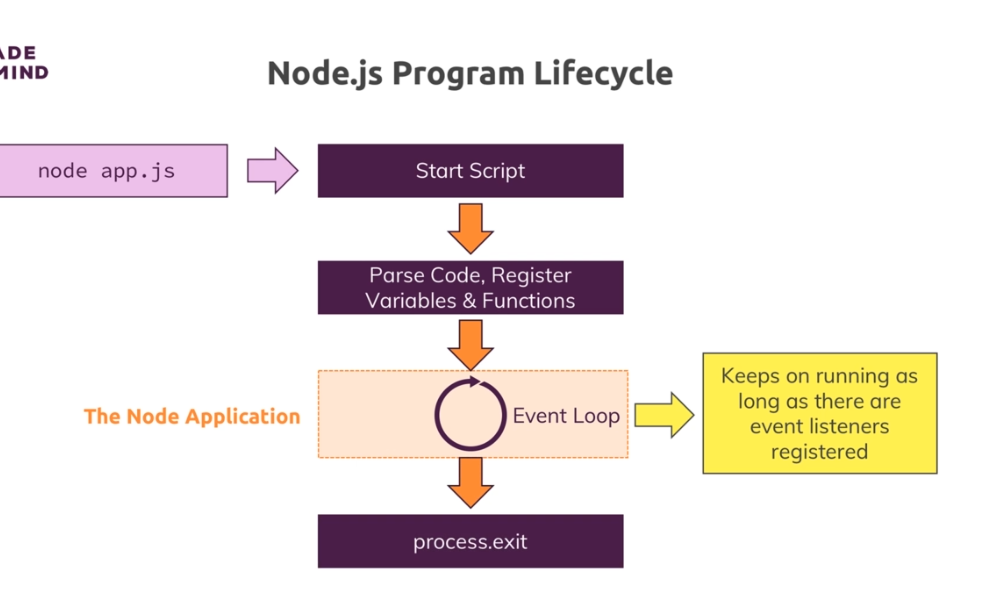 ADE
MIND
Node.js Program Lifecycle
node app.js
Start Script
Parse Code, Register
Variables & Functions
The Node Application
Event Loop
Keeps on running as
long as there are
event listeners
registered
process.exit